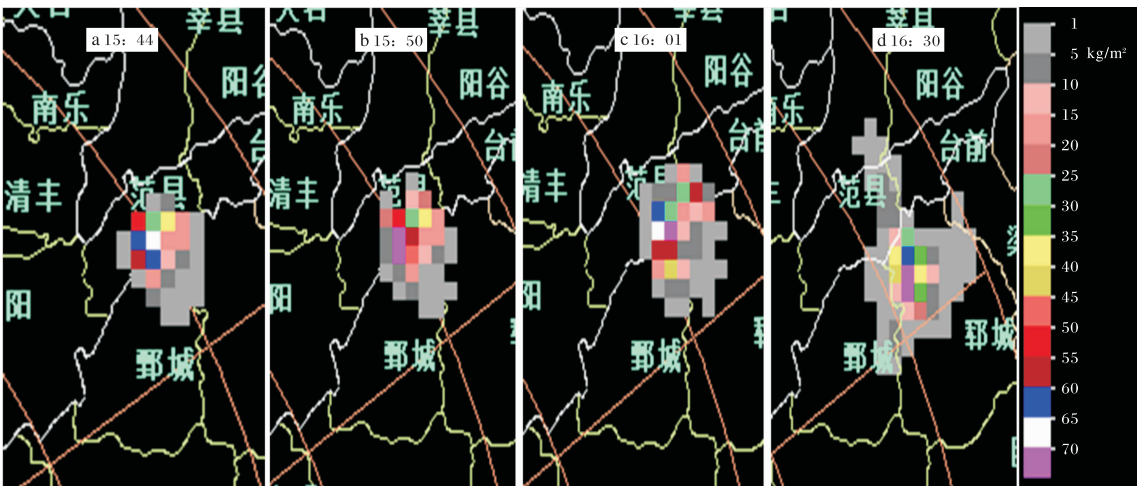 莘县
a 15：44
阳谷
南乐
台
清丰
范县
阳
鄄城
莘县
b 15：50
阳谷
南乐
台前
清丰
范县
阳
鄄城
c 16：01
阳谷
南乐
台前
清丰
范县
阳
鄄城
莘县
d 16：30
阳谷
乐
台前
范县
鄄城
郓城
1
5 kg/m²
10
15
20
25
30
35
40
45
50
55
60
65
70